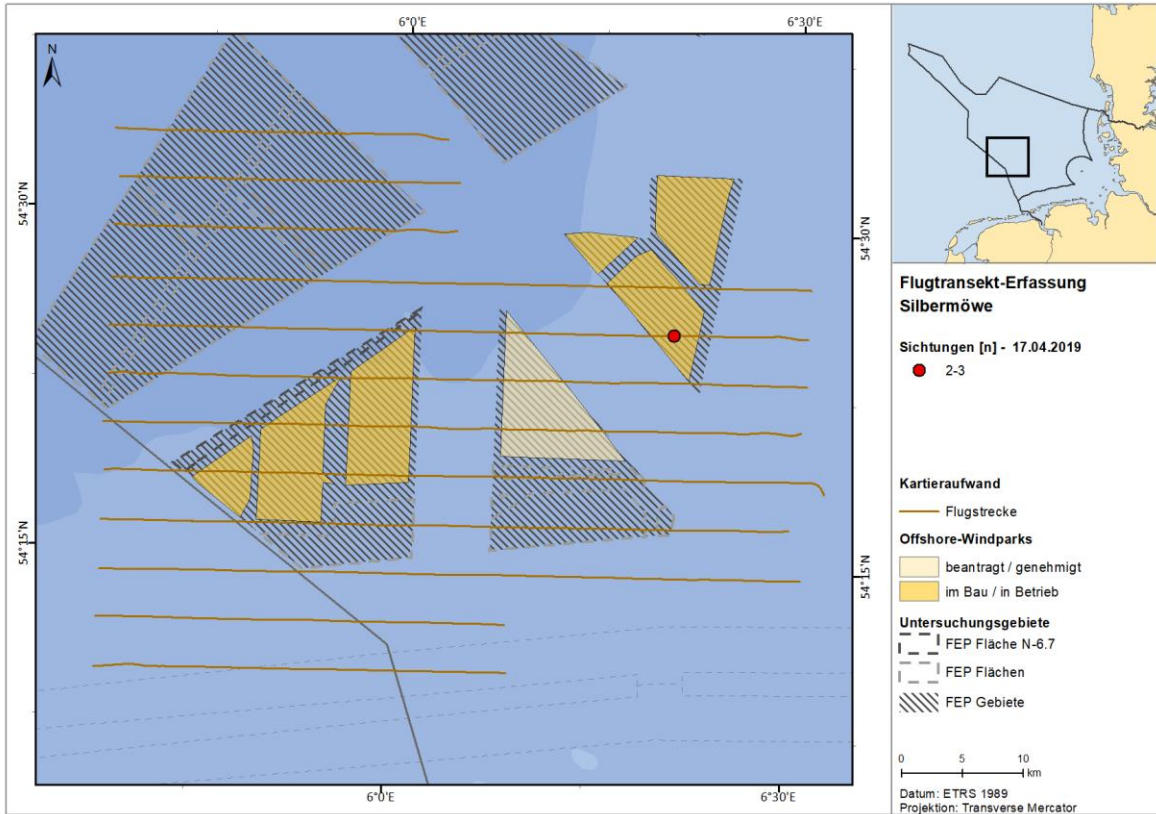 6°0'E
6°30'E
N
54°30'N
54°30'N
54°15'N
54°15'N
6°0'E
6°30'E
Flugtransekt-Erfassung
Silbermöwe
Sichtungen [n] - 17.04.2019
2-3
Kartieraufwand
Flugstrecke
Offshore-Windparks
beantragt / genehmigt
im Bau / in Betrieb
Untersuchungsgebiete
FEP Fläche N-6.7
FEP Flächen
FEP Gebiete
0 5 10
km
Datum: ETRS 1989
Projektion: Transverse Mercator